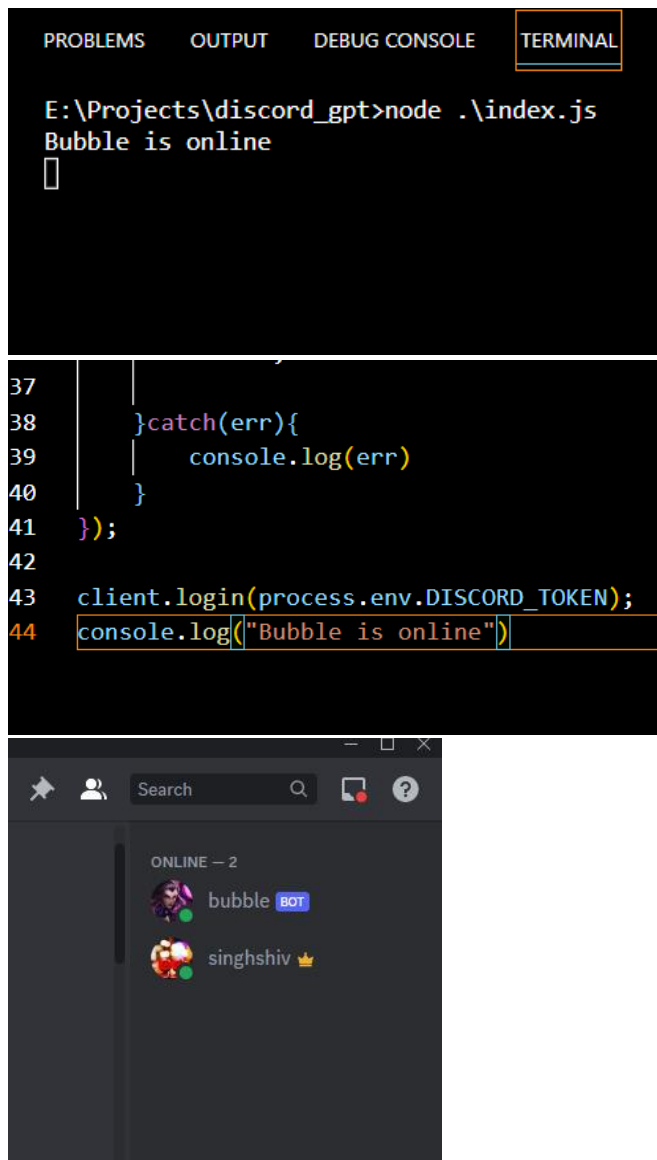 PROBLEMS OUTPUT DEBUG CONSOLE TERMINAL
E:\Projects\discord_gpt>node .\index.js
Bubble is online
37
38 }catch(err){
39 console.log(err)
40 }
41 });
42
43 client.login(process.env.DISCORD_TOKEN);
44 console.log("Bubble is online")
Search
ONLINE — 2
bubble BOT
singhshiv